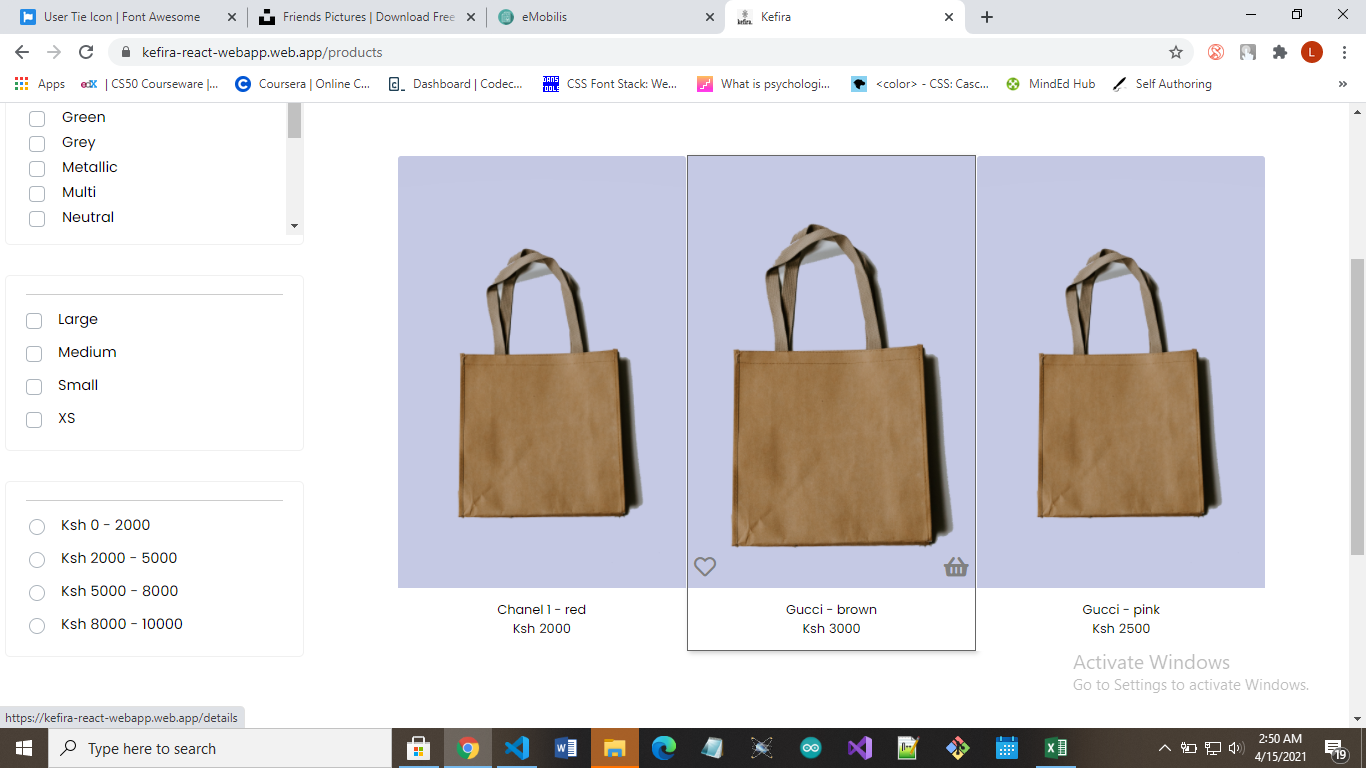 User Tie Icon | Font Awesome
Friends Pictures | Download Free
eMobilis
Kefira
kefira-react-webapp.web.app/products
Apps
edX
| CS50 Courseware |...
Coursera | Online C...
Dashboard | Codec...
CSS Font Stack: We...
What is psychologi...
<color> - CSS: Casc...
MindEd Hub
Self Authoring
»
Green
Grey
Metallic
Multi
Neutral
Large
Medium
Small
XS
Ksh 0 - 2000
Ksh 2000 - 5000
Ksh 5000 - 8000
Ksh 8000 - 10000
Chanel 1 - red
Ksh 2000
Gucci - brown
Ksh 3000
Gucci - pink
Ksh 2500
Activate Windows
Go to Settings to activate Windows.
https://kefira-react-webapp.web.app/details
Type here to search
2:50 AM
4/15/2021
19